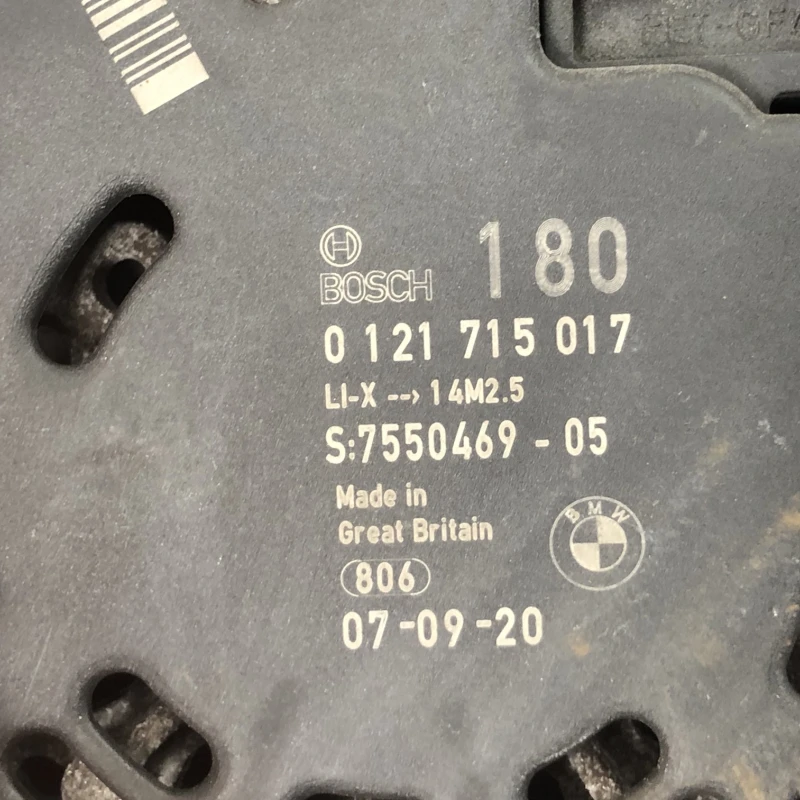 180
BOSCH
0 121 715 017
LI-X --> 14M2.5
S:7550469 - 05
Made in
Great Britain
BMW
806
07-09-20